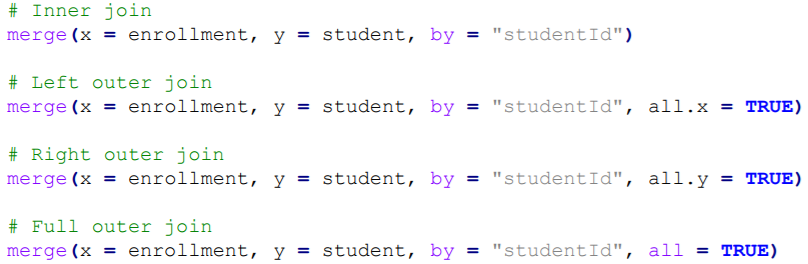 # Inner join
merge(x = enrollment, y = student, by = "studentId")
# Left outer join
merge(x = enrollment, y = student, by = "studentId", all.x = TRUE)
# Right outer join
merge(x = enrollment, y = student, by = "studentId", all.y = TRUE)
# Full outer join
merge(x = enrollment, y = student, by = "studentId", all = TRUE)